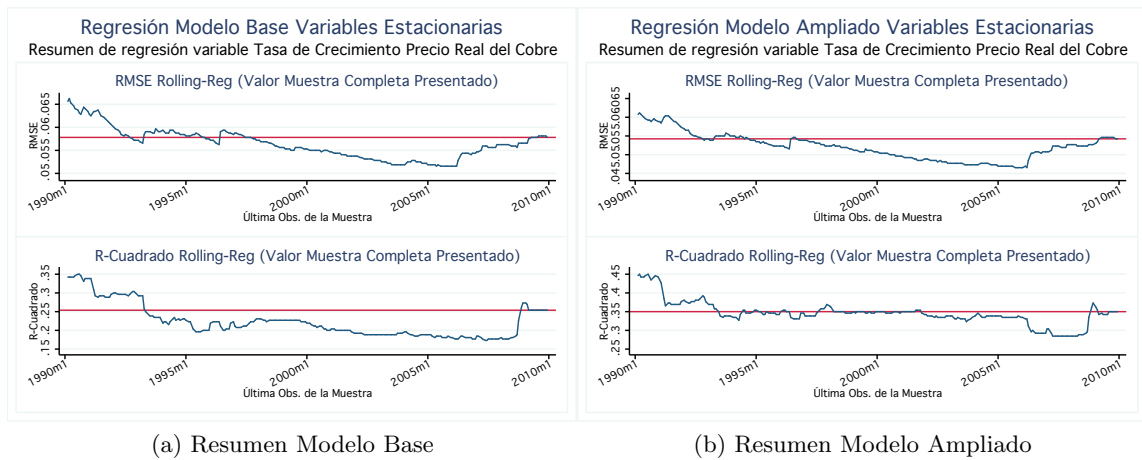 Regresión Modelo Base Variables Estacionarias
Resumen de regresión variable Tasa de Crecimiento Precio Real del Cobre
RMSE Rolling-Reg (Valor Muestra Completa Presentado)
RMSE
.05 .055 .06 .065
1990m1 1995m1 2000m1 2005m1 2010m1
Última Obs. de la Muestra
R-Cuadrado Rolling-Reg (Valor Muestra Completa Presentado)
R-Cuadrado
.15 .2 .25 .3 .35
1990m1 1995m1 2000m1 2005m1 2010m1
Última Obs. de la Muestra
(a) Resumen Modelo Base
Regresión Modelo Ampliado Variables Estacionarias
Resumen de regresión variable Tasa de Crecimiento Precio Real del Cobre
RMSE Rolling-Reg (Valor Muestra Completa Presentado)
RMSE
.045 .05 .055 .06 .065
1990m1 1995m1 2000m1 2005m1 2010m1
Última Obs. de la Muestra
R-Cuadrado Rolling-Reg (Valor Muestra Completa Presentado)
R-Cuadrado
.25 .3 .35 .4 .45
1990m1 1995m1 2000m1 2005m1 2010m1
Última Obs. de la Muestra
(b) Resumen Modelo Ampliado